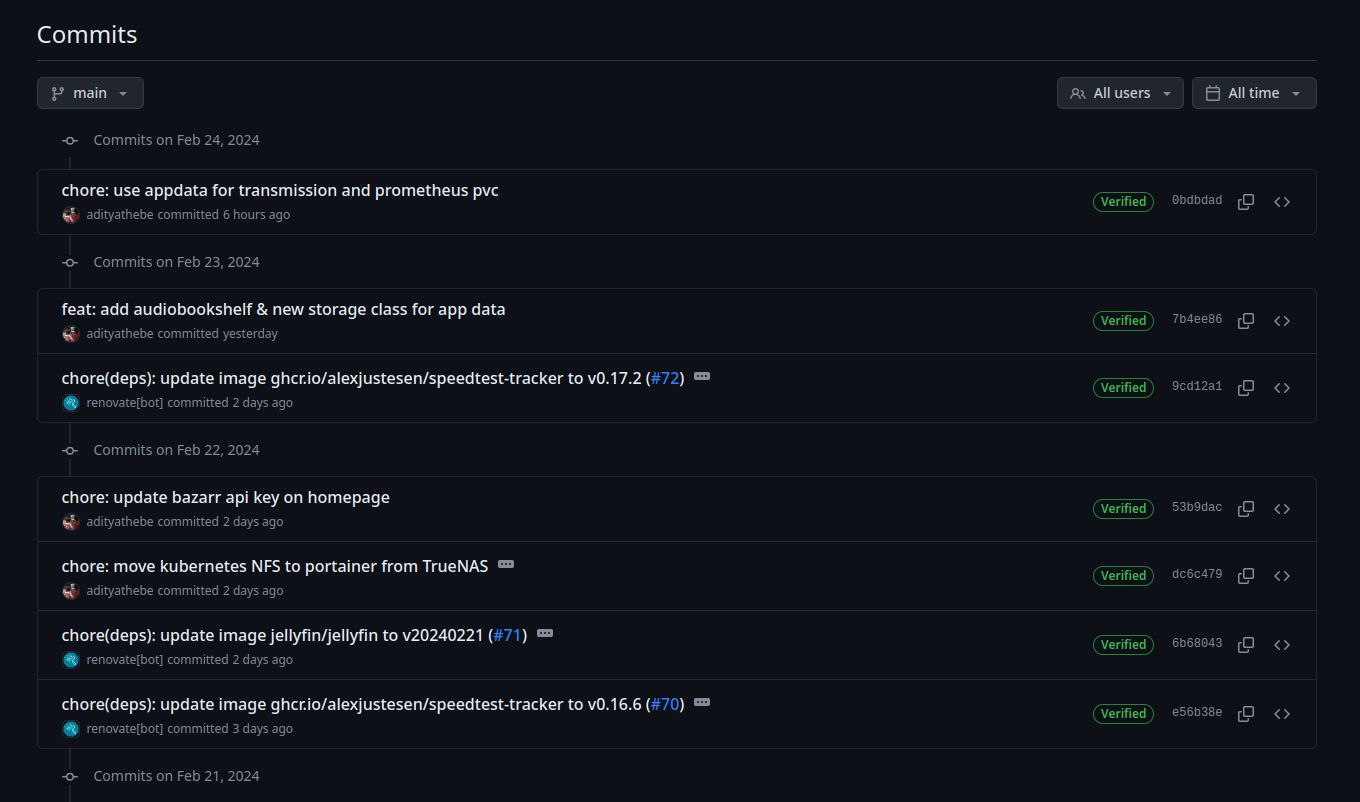 Commits
main
All users
All time
Commits on Feb 24, 2024
chore: use appdata for transmission and prometheus pvc
adityathebe committed 6 hours ago
Verified
0bdbdad
Commits on Feb 23, 2024
feat: add audiobookshelf & new storage class for app data
adityathebe committed yesterday
Verified
7b4ee86
chore(deps): update image ghcr.io/alexjustesen/speedtest-tracker to v0.17.2 (#72)
renovate[bot] committed 2 days ago
Verified
9cd12a1
Commits on Feb 22, 2024
chore: update bazarr api key on homepage
adityathebe committed 2 days ago
Verified
53b9dac
chore: move kubernetes NFS to portainer from TrueNAS
adityathebe committed 2 days ago
Verified
dc6c479
chore(deps): update image jellyfin/jellyfin to v20240221 (#71)
renovate[bot] committed 2 days ago
Verified
6b68043
chore(deps): update image ghcr.io/alexjustesen/speedtest-tracker to v0.16.6 (#70)
renovate[bot] committed 3 days ago
Verified
e56b38e
Commits on Feb 21, 2024